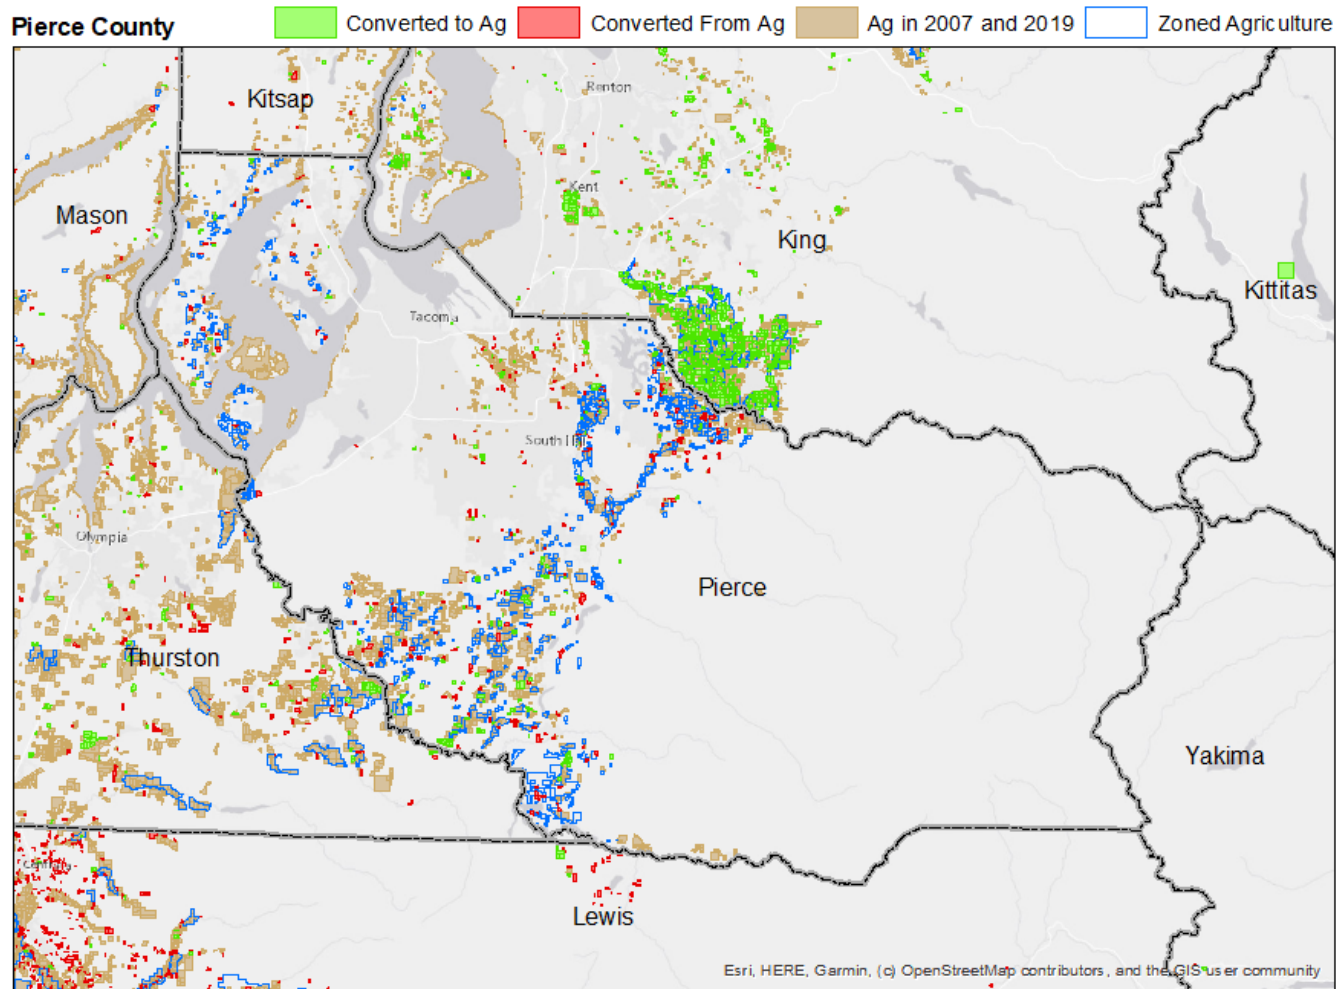 Pierce County
Converted to Ag
Converted From Ag
Ag in 2007 and 2019
Zoned Agriculture
Kitsap
Renton
Kent
Mason
King
Kittitas
Tacoma
South Hill
Olympia
Pierce
Thurston
Yakima
Lewis
Esri, HERE, Garmin, (c) OpenStreetMap contributors, and the GIS user community